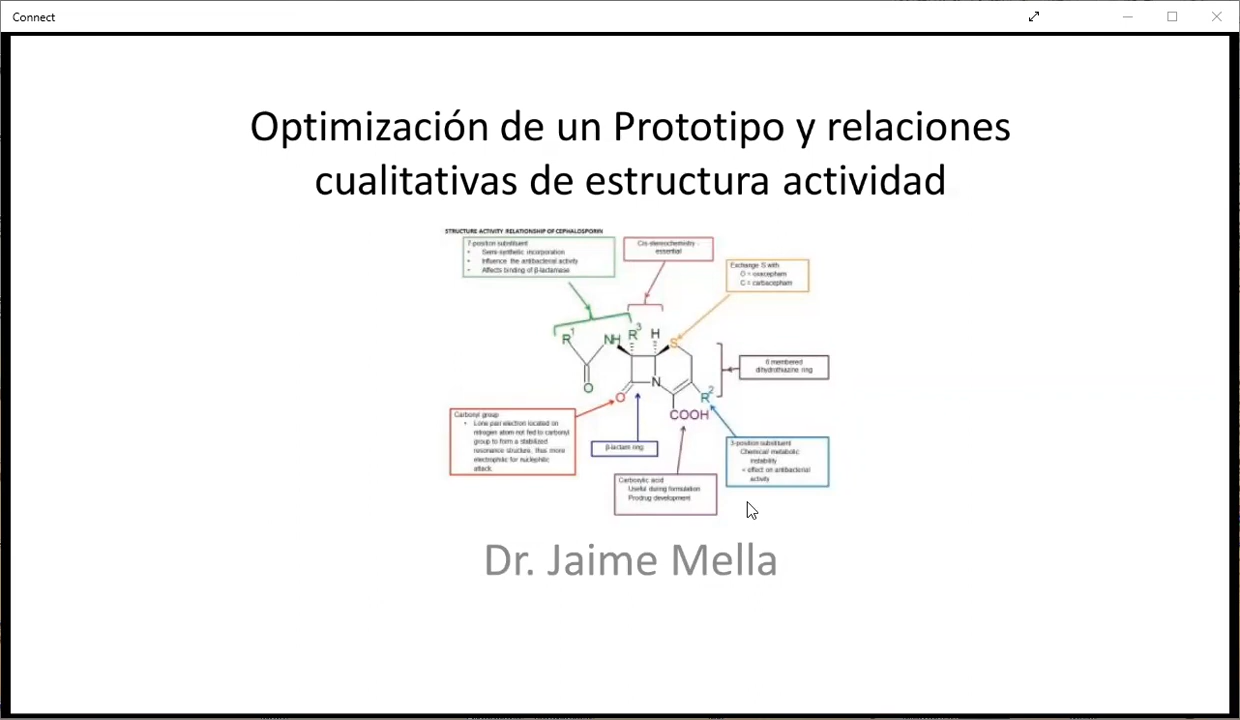 Connect
Optimización de un Prototipo y relaciones
cualitativas de estructura actividad
STRUCTURE ACTIVITY RELATIONSHIP OF CEPHALOSPORIN
7-position substituent
• Semi-synthetic incorporation
• Influence the antibacterial activity
• Affects binding of β-lactamase
Cis-stereochemistry -
essential
Exchange S with
O = oxacepham
C = carbacepham
R1
NH
R3
H
S
O
O
N
R2
COOH
6 membered
dihydrothiazine ring
Carbonyl group
• Lone pair electron located on
nitrogen atom not fed to carbonyl
group to form a stabilized
resonance structure, thus more
electrophilic for nucleophilic
attack.
β-lactam ring
Carboxylic acid
Useful during formulation
Prodrug development
3-position substituent
Chemical/ metabolic
instability
+ effect on antibacterial
activity
Dr. Jaime Mella